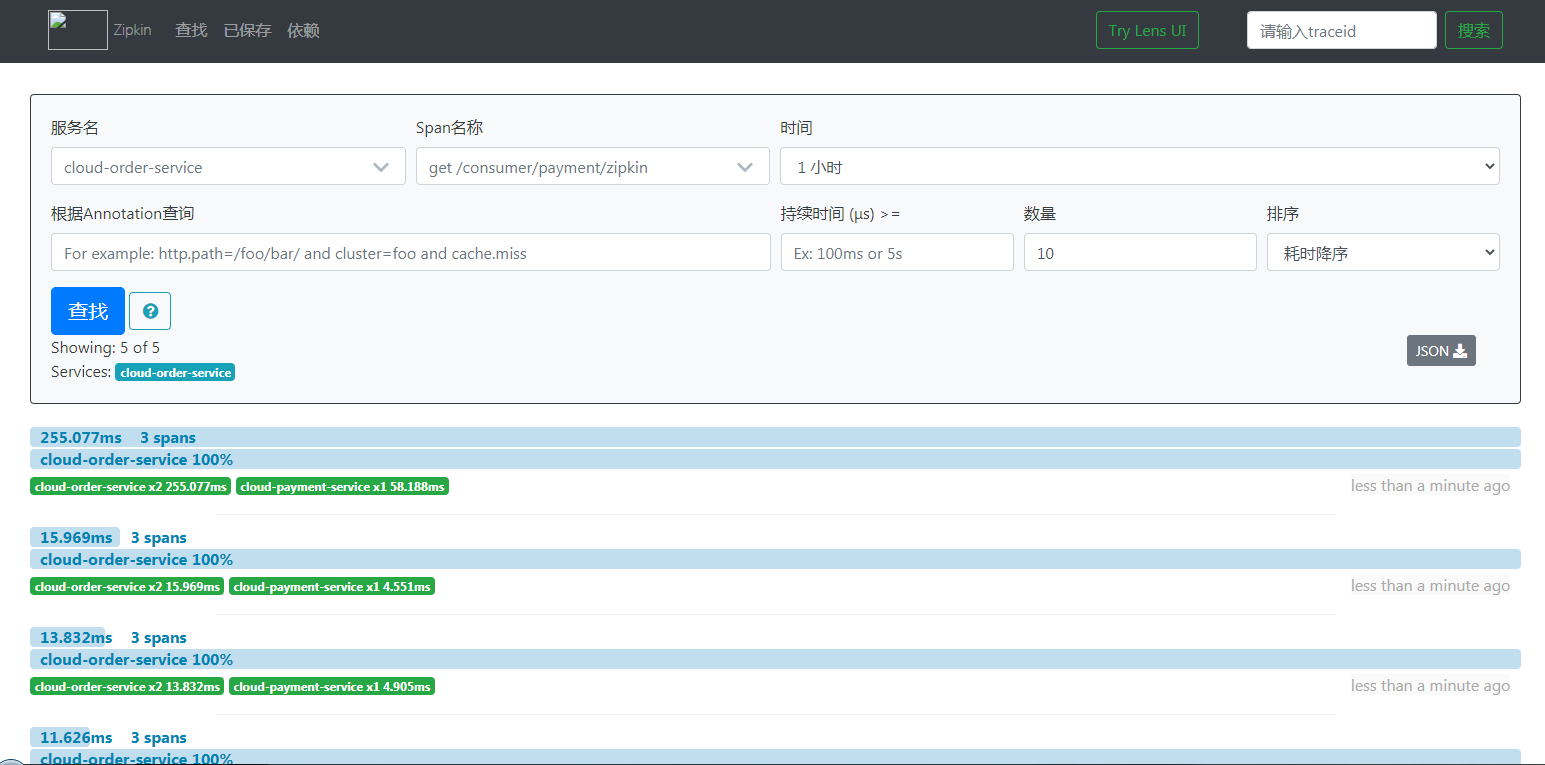 Zipkin 查找 已保存 依赖 Try Lens UI 请输入traceid 搜索
服务名 Span名称 时间
cloud-order-service get /consumer/payment/zipkin 1 小时
根据Annotation查询 持续时间 (μs) >= 数量 排序
For example: http.path=/foo/bar/ and cluster=foo and cache.miss Ex: 100ms or 5s 10 耗时降序
查找
Showing: 5 of 5
JSON
Services: cloud-order-service
255.077ms 3 spans
cloud-order-service 100%
cloud-order-service x2 255.077ms cloud-payment-service x1 58.188ms less than a minute ago
15.969ms 3 spans
cloud-order-service 100%
cloud-order-service x2 15.969ms cloud-payment-service x1 4.551ms less than a minute ago
13.832ms 3 spans
cloud-order-service 100%
cloud-order-service x2 13.832ms cloud-payment-service x1 4.905ms less than a minute ago
11.626ms 3 spans
cloud-order-service 100%